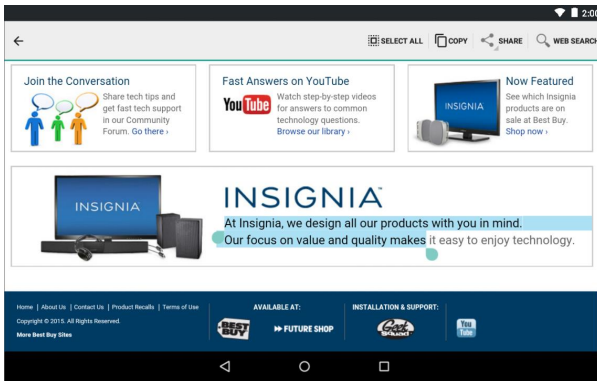 2:00
SELECT ALL COPY SHARE WEB SEARCH
Join the Conversation
Share tech tips and
get fast tech support
in our Community
Forum. Go there ›
Fast Answers on YouTube
You Tube
Watch step-by-step videos
for answers to common
technology questions.
Browse our library ›
Now Featured
See which Insignia
products are on
sale at Best Buy.
Shop now ›
INSIGNIA
INSIGNIA
INSIGNIA
At Insignia, we design all our products with you in mind.
Our focus on value and quality makes it easy to enjoy technology.
Home | About Us | Contact Us | Product Recalls | Terms of Use
Copyright © 2015. All Rights Reserved.
More Best Buy Sites
AVAILABLE AT:
BEST
BUY
FUTURE SHOP
INSTALLATION & SUPPORT:
Geek
Squad
You
Tube